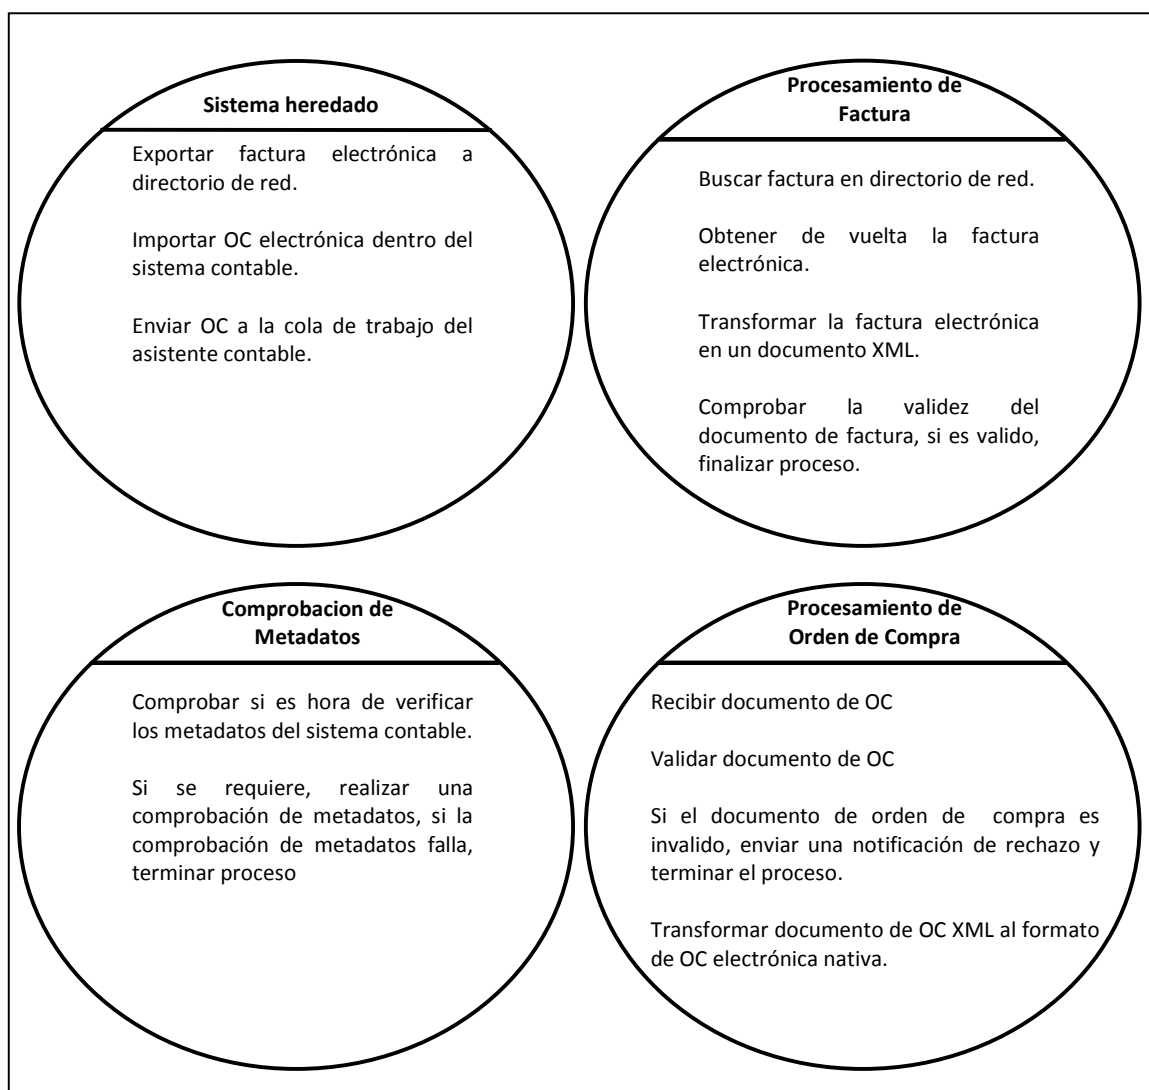 Sistema heredado
Exportar factura electrónica a
directorio de red.
Importar OC electrónica dentro del
sistema contable.
Enviar OC a la cola de trabajo del
asistente contable.
Procesamiento de
Factura
Buscar factura en directorio de red.
Obtener de vuelta la factura
electrónica.
Transformar la factura electrónica
en un documento XML.
Comprobar la validez del
documento de factura, si es valido,
finalizar proceso.
Comprobacion de
Metadatos
Comprobar si es hora de verificar
los metadatos del sistema contable.
Si se requiere, realizar una
comprobación de metadatos, si la
comprobación de metadatos falla,
terminar proceso
Procesamiento de
Orden de Compra
Recibir documento de OC
Validar documento de OC
Si el documento de orden de compra es
invalido, enviar una notificación de rechazo y
terminar el proceso.
Transformar documento de OC XML al formato
de OC electrónica nativa.